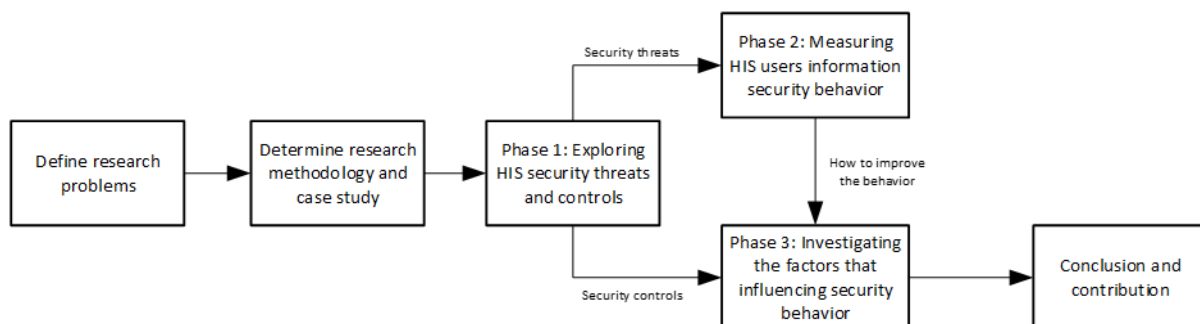 Define research
problems
Determine research
methodology and
case study
Phase 1: Exploring
HIS security threats
and controls
Security threats
Phase 2: Measuring
HIS users information
security behavior
How to improve
the behavior
Security controls
Phase 3: Investigating
the factors that
influencing security
behavior
Conclusion and
contribution